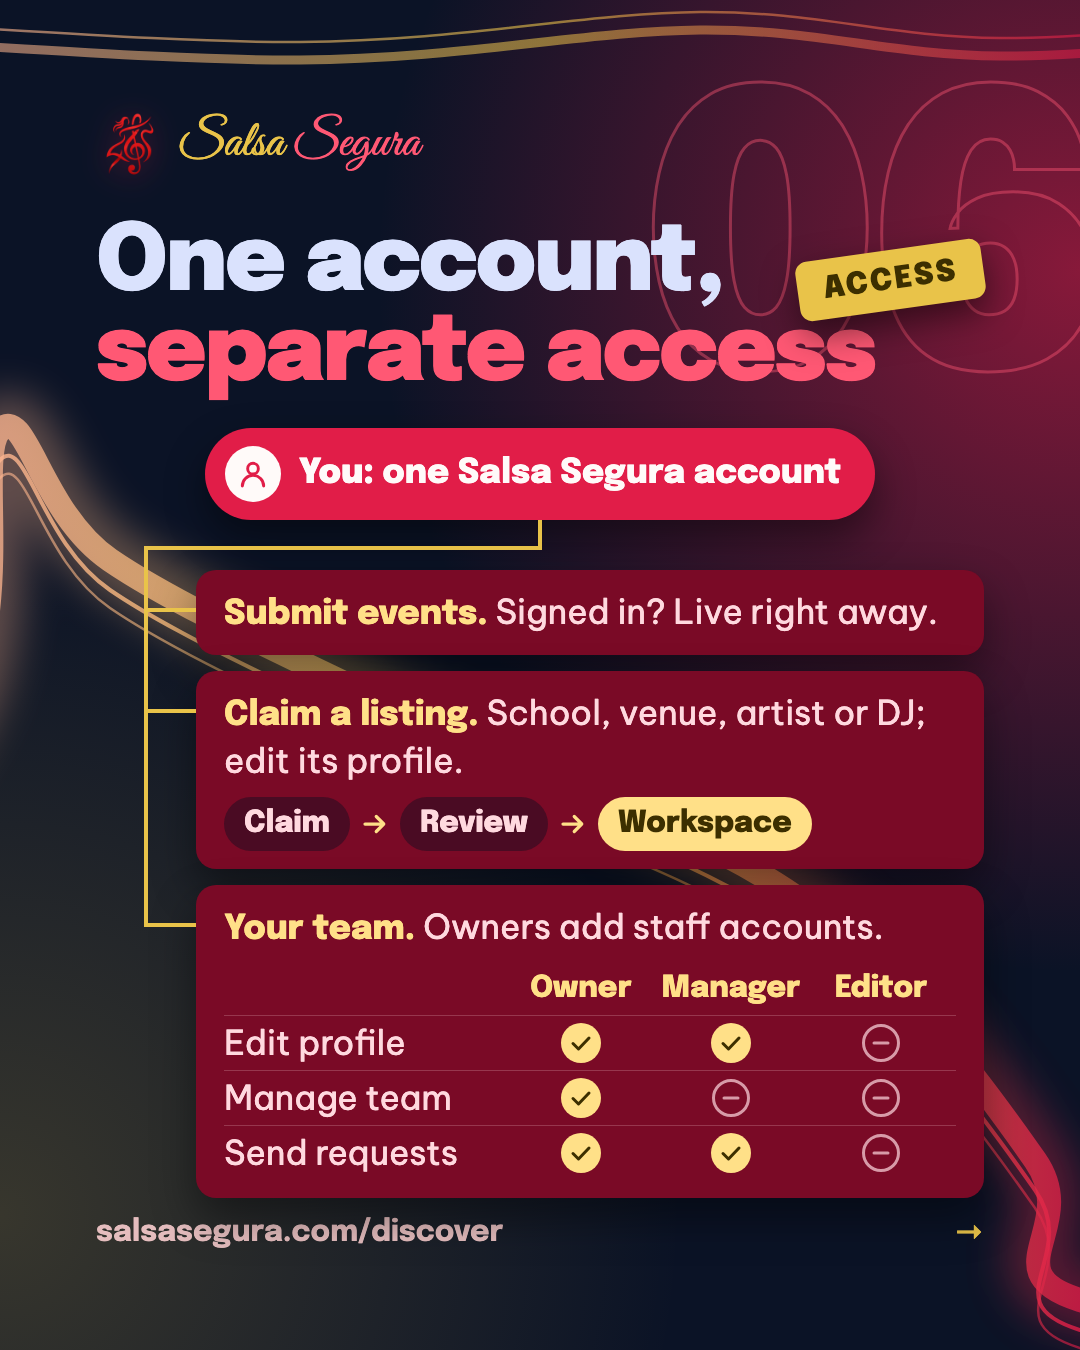 06
Salsa Segura
One account,
ACCESS
separate access
You: one Salsa Segura account
Submit events. Signed in? Live right away.
Claim a listing. School, venue, artist or DJ;
edit its profile.
Claim → Review → Workspace
Your team. Owners add staff accounts.
Owner Manager Editor
Edit profile
Manage team
Send requests
salsasegura.com/discover →